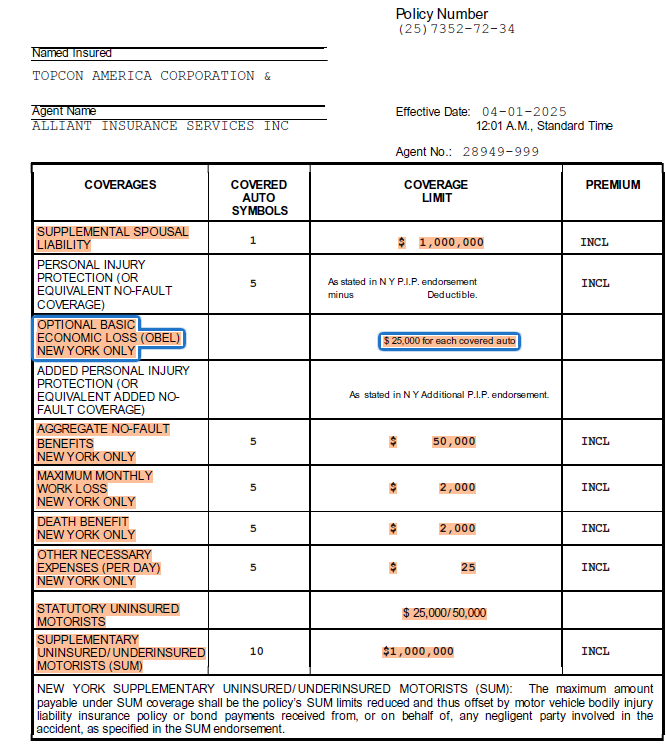 Policy Number
(25)7352-72-34
Named Insured
TOPCON AMERICA CORPORATION &
Agent Name
ALLIANT INSURANCE SERVICES INC
Effective Date: 04-01-2025
12:01 A.M., Standard Time
Agent No.: 28949-999
COVERAGES COVERED AUTO SYMBOLS COVERAGE LIMIT PREMIUM
SUPPLEMENTAL SPOUSAL
LIABILITY
1 $ 1,000,000 INCL
PERSONAL INJURY
PROTECTION (OR
EQUIVALENT NO-FAULT
COVERAGE)
5
As stated in N Y P.I.P. endorsement
minus Deductible.
INCL
OPTIONAL BASIC
ECONOMIC LOSS (OBEL)
NEW YORK ONLY
$ 25,000 for each covered auto
ADDED PERSONAL INJURY
PROTECTION (OR
EQUIVALENT ADDED NO-
FAULT COVERAGE)
As stated in N Y Additional P.I.P. endorsement.
AGGREGATE NO-FAULT
BENEFITS
NEW YORK ONLY
5 $ 50,000 INCL
MAXIMUM MONTHLY
WORK LOSS
NEW YORK ONLY
5 $ 2,000 INCL
DEATH BENEFIT
NEW YORK ONLY
5 $ 2,000 INCL
OTHER NECESSARY
EXPENSES (PER DAY)
NEW YORK ONLY
5 $ 25 INCL
STATUTORY UNINSURED
MOTORISTS
$ 25,000/50,000
SUPPLEMENTARY
UNINSURED/UNDERINSURED
MOTORISTS (SUM)
10 $1,000,000 INCL
NEW YORK SUPPLEMENTARY UNINSURED/UNDERINSURED MOTORISTS (SUM): The maximum amount
payable under SUM coverage shall be the policy's SUM limits reduced and thus offset by motor vehicle bodily injury
liability insurance policy or bond payments received from, or on behalf of, any negligent party involved in the
accident, as specified in the SUM endorsement.